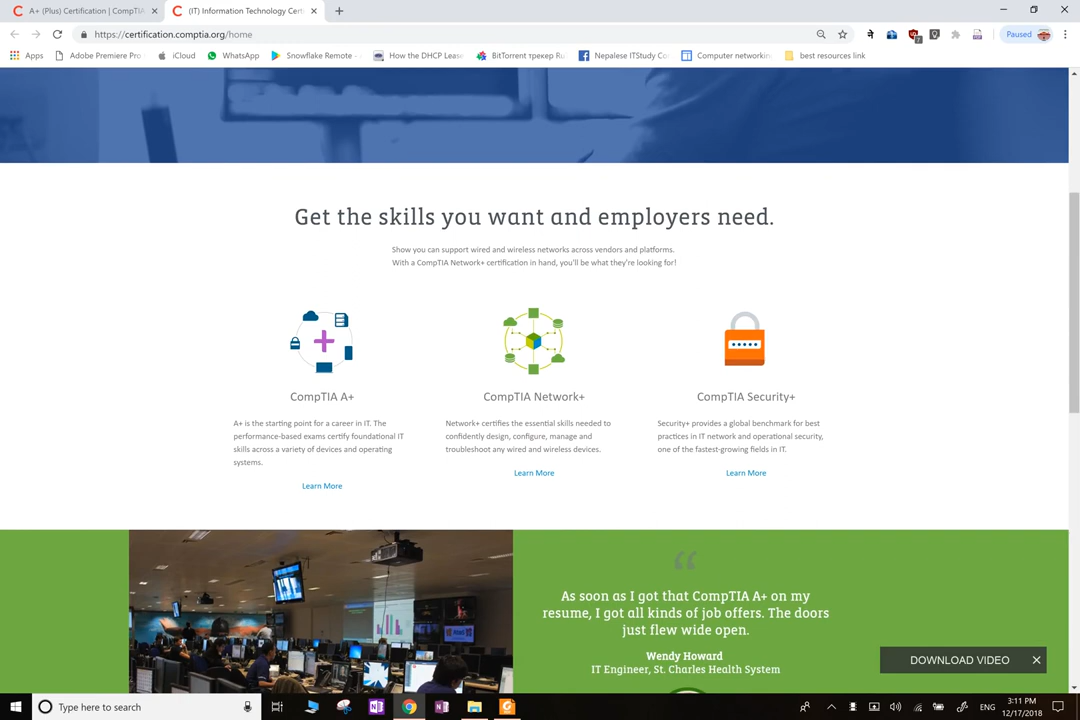 A+ (Plus) Certification | CompTIA
(IT) Information Technology Cert
https://certification.comptia.org/home
Paused
Apps
Adobe Premiere Pro
iCloud
WhatsApp
Snowflake Remote -
How the DHCP Lease
BitTorrent трекер Ru
Nepalese ITStudy Co
Computer networkin
best resources link
Get the skills you want and employers need.
Show you can support wired and wireless networks across vendors and platforms.
With a CompTIA Network+ certification in hand, you'll be what they're looking for!
CompTIA A+
A+ is the starting point for a career in IT. The
performance-based exams certify foundational IT
skills across a variety of devices and operating
systems.
Learn More
CompTIA Network+
Network+ certifies the essential skills needed to
confidently design, configure, manage and
troubleshoot any wired and wireless devices.
Learn More
CompTIA Security+
Security+ provides a global benchmark for best
practices in IT network and operational security,
one of the fastest-growing fields in IT.
Learn More
As soon as I got that CompTIA A+ on my
resume, I got all kinds of job offers. The doors
just flew wide open.
Wendy Howard
IT Engineer, St. Charles Health System
DOWNLOAD VIDEO
Type here to search
ENG
3:11 PM
12/17/2018